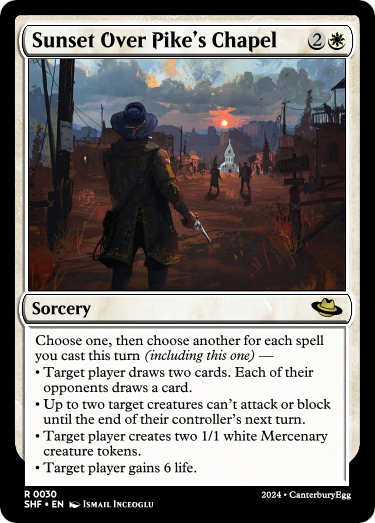 Sunset Over Pike's Chapel 2
Sorcery
Choose one, then choose another for each spell
you cast this turn (including this one) —
• Target player draws two cards. Each of their
opponents draws a card.
• Up to two target creatures can't attack or block
until the end of their controller's next turn.
• Target player creates two 1/1 white Mercenary
creature tokens.
• Target player gains 6 life.
R 0030
SHF • EN Ismail Inceoglu
2024 • CanterburyEgg